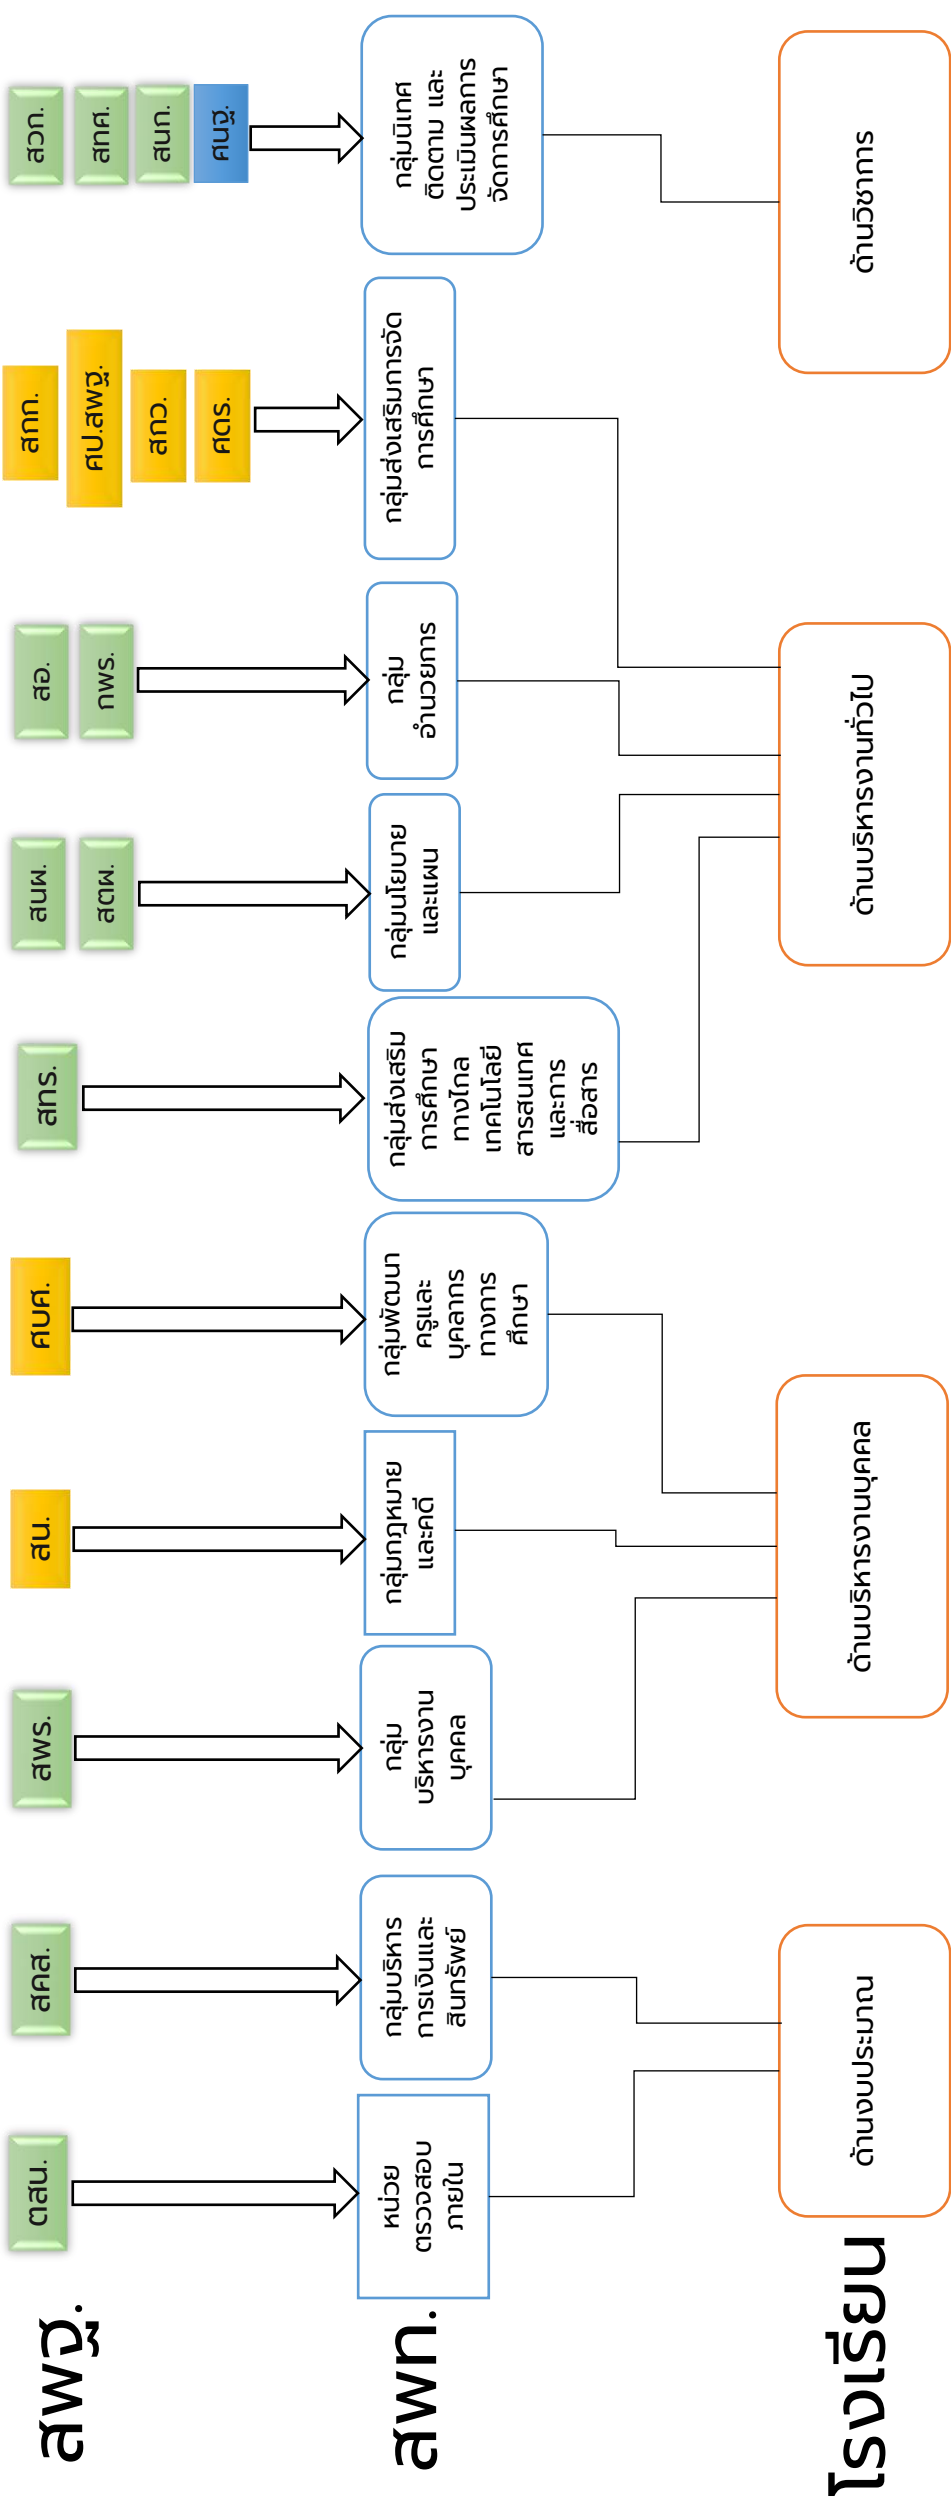 สพฐ.
ตสน.
สคส.
สพร.
สน.
ศบศ.
สทร.
สนผ.
สตผ.
สอ.
กพร.
สกก.
ศป.สพฐ.
สกว.
ศดร.
สวก.
สทศ.
สนก.
ศนฐ.
สพท.
หน่วย
ตรวจสอบ
ภายใน
กลุ่มบริหาร
การเงินและ
สินทรัพย์
กลุ่ม
บริหารงาน
บุคคล
กลุ่มกฎหมาย
และคดี
กลุ่มพัฒนา
ครูและ
บุคลากร
ทางการ
ศึกษา
กลุ่มส่งเสริม
การศึกษา
ทางไกล
เทคโนโลยี
สารสนเทศ
และการ
สื่อสาร
กลุ่มนโยบาย
และแผน
กลุ่ม
อำนวยการ
กลุ่มส่งเสริมการจัด
การศึกษา
กลุ่มนิเทศ
ติดตาม และ
ประเมินผลการ
จัดการศึกษา
โรงเรียน
ด้านงบประมาณ
ด้านบริหารงานบุคคล
ด้านบริหารงานทั่วไป
ด้านวิชาการ